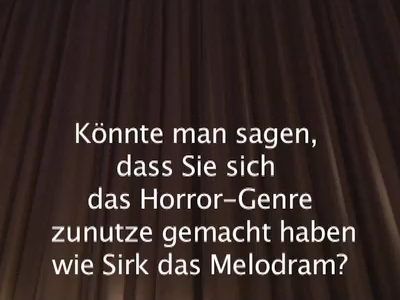 Könnte man sagen,
dass Sie sich
das Horror-Genre
zunutze gemacht haben
wie Sirk das Melodram?